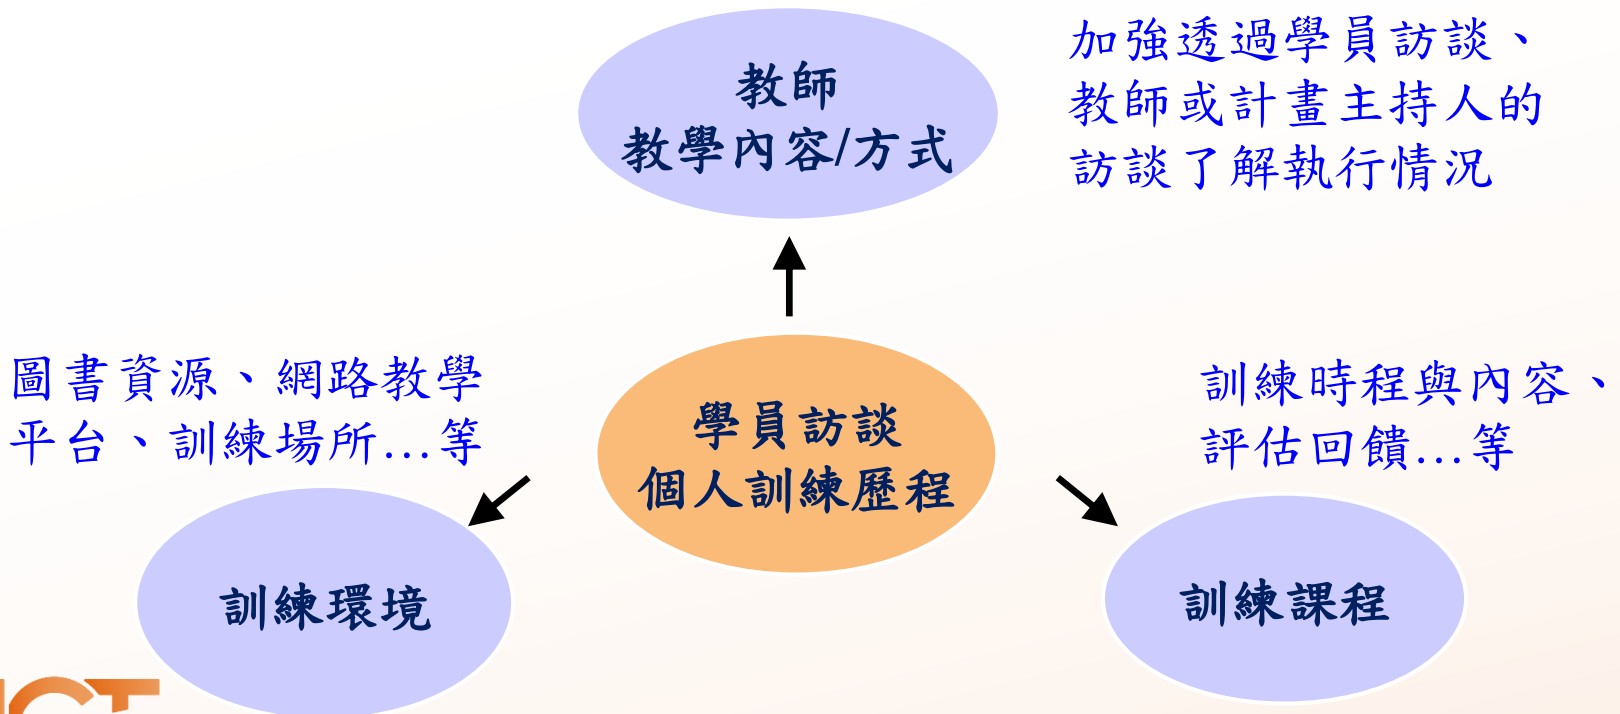 教師
教學內容/方式
加強透過學員訪談、
教師或計畫主持人的
訪談了解執行情況
圖書資源、網路教學
平台、訓練場所…等
學員訪談
個人訓練歷程
訓練時程與內容、
評估回饋…等
訓練環境
訓練課程